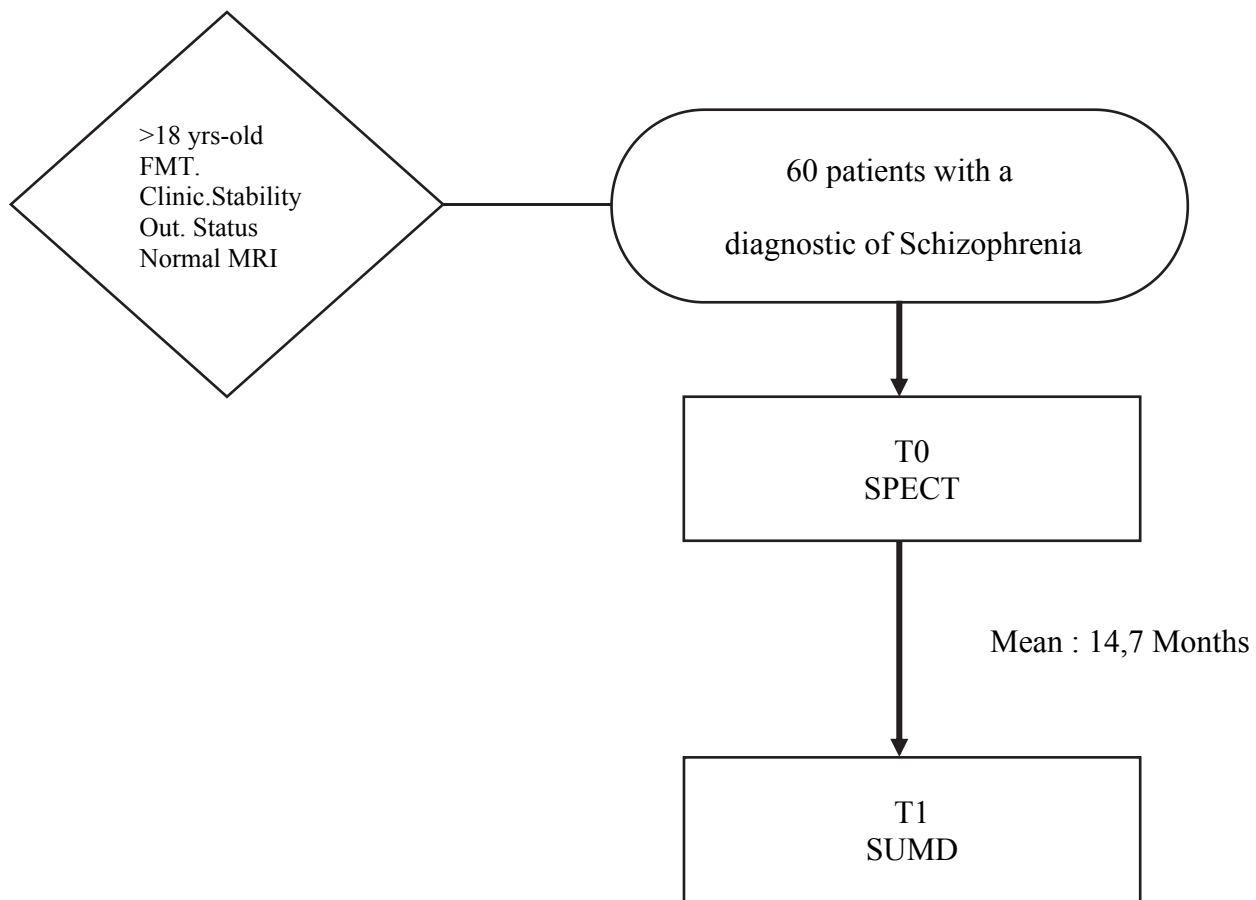 >18 yrs-old
FMT.
Clinic.Stability
Out. Status
Normal MRI
60 patients with a
diagnostic of Schizophrenia
T0
SPECT
Mean : 14,7 Months
T1
SUMD